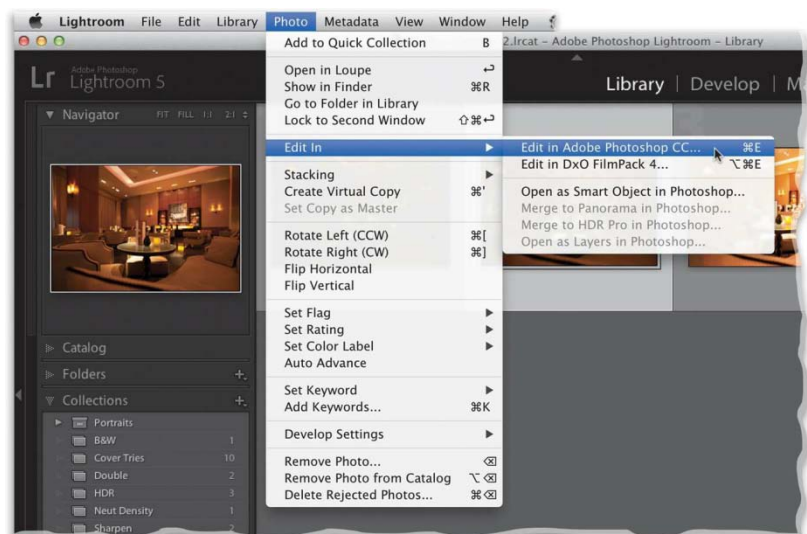 Lightroom File Edit Library Photo Metadata View Window Help
2.lrcat – Adobe Photoshop Lightroom – Library
Lr Adobe Photoshop
Lightroom 5
Library | Develop | M
Navigator FIT FILL 1:1 2:1
Add to Quick Collection B
Open in Loupe ↩
Show in Finder ⌘R
Go to Folder in Library
Lock to Second Window ⇧⌘↩
Edit In ▶
Stacking ▶
Create Virtual Copy ⌘'
Set Copy as Master
Rotate Left (CCW) ⌘[
Rotate Right (CW) ⌘]
Flip Horizontal
Flip Vertical
Set Flag ▶
Set Rating ▶
Set Color Label ▶
Auto Advance
Set Keyword ▶
Add Keywords... ⌘K
Develop Settings ▶
Remove Photo... ⌫
Remove Photo from Catalog ⌥⌫
Delete Rejected Photos... ⌘⌫
Edit in Adobe Photoshop CC... ⌘E
Edit in DxO FilmPack 4... ⌥⌘E
Open as Smart Object in Photoshop...
Merge to Panorama in Photoshop...
Merge to HDR Pro in Photoshop...
Open as Layers in Photoshop...
Catalog
Folders +
Collections +
Portraits
B&W 1
Cover Tries 10
Double 2
HDR 3
Neut Density 1
Sharpen 2